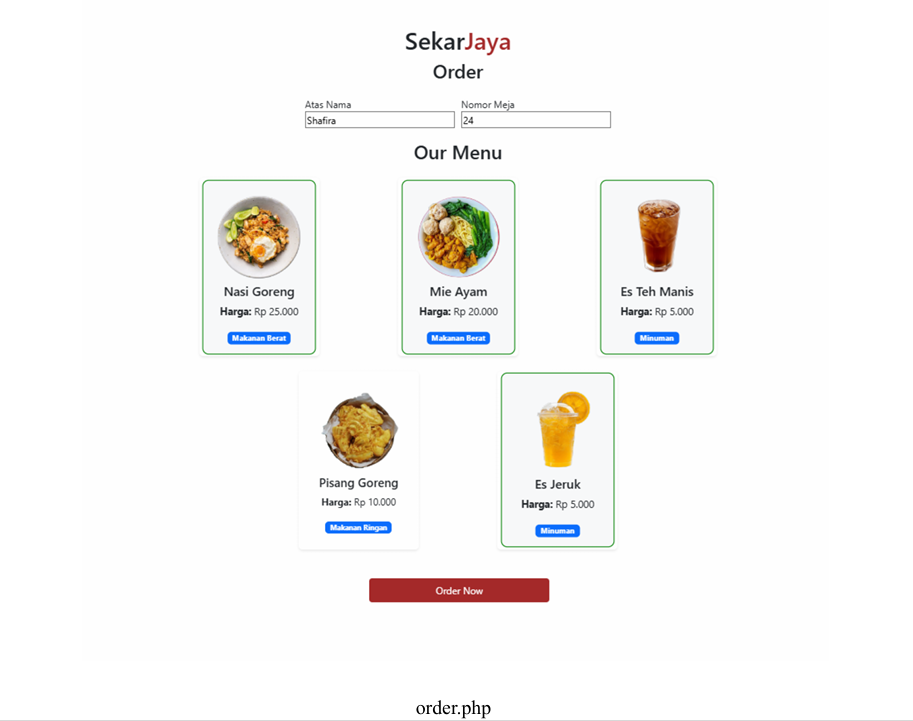 SekarJaya
Order
Atas Nama Nomor Meja
Shafira 24
Our Menu
Nasi Goreng Mie Ayam Es Teh Manis
Harga: Rp 25.000 Harga: Rp 20.000 Harga: Rp 5.000
Makanan Berat Makanan Berat Minuman
Pisang Goreng Es Jeruk
Harga: Rp 10.000 Harga: Rp 5.000
Makanan Ringan Minuman
Order Now
order.php